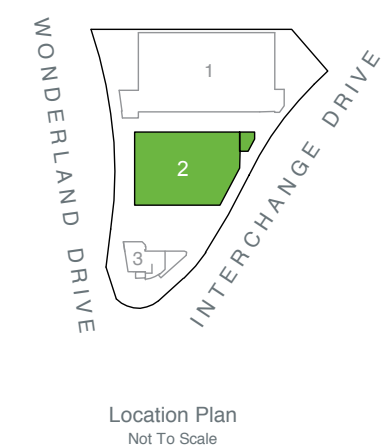 WONDERLAND DRIVE
INTERCHANGE DRIVE
1
2
3
Location Plan
Not To Scale